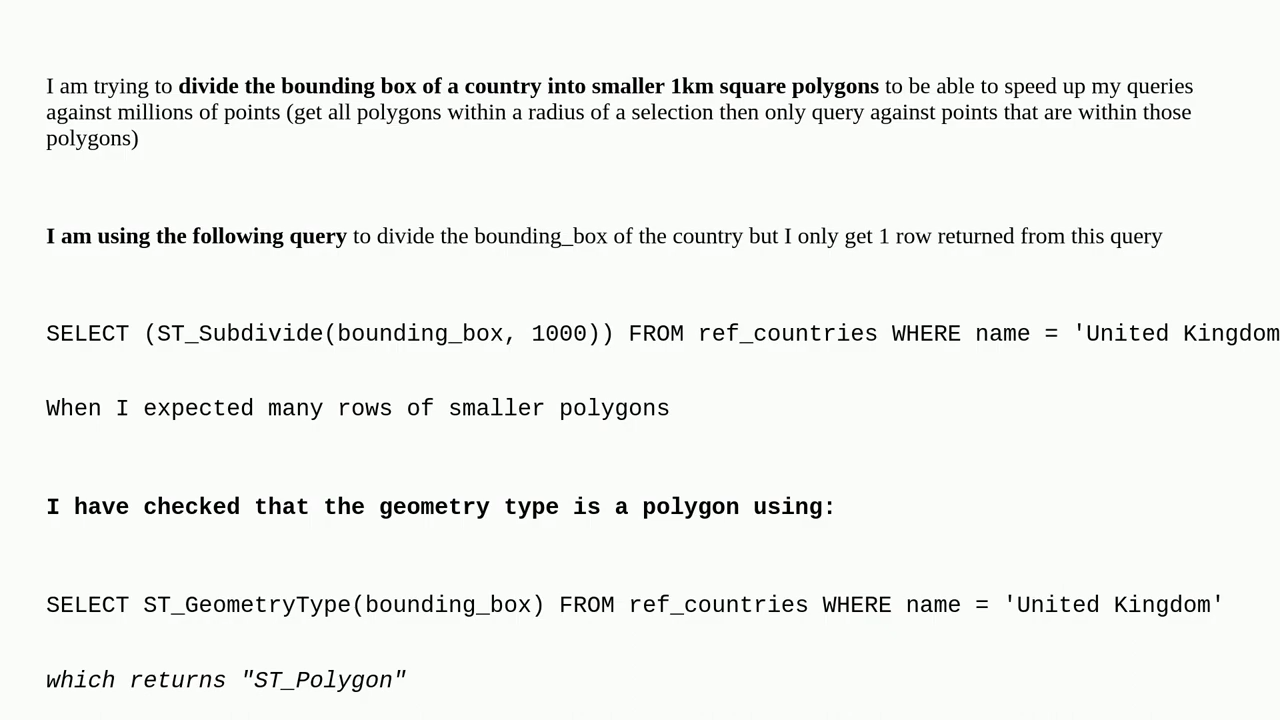 I am trying to divide the bounding box of a country into smaller 1km square polygons to be able to speed up my queries
against millions of points (get all polygons within a radius of a selection then only query against points that are within those
polygons)
I am using the following query to divide the bounding_box of the country but I only get 1 row returned from this query
SELECT (ST_Subdivide(bounding_box, 1000)) FROM ref_countries WHERE name = 'United Kingdom
When I expected many rows of smaller polygons
I have checked that the geometry type is a polygon using:
SELECT ST_GeometryType(bounding_box) FROM ref_countries WHERE name = 'United Kingdom'
which returns "ST_Polygon"